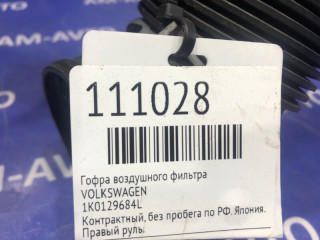 111028
Гофра воздушного фильтра
VOLKSWAGEN
1K0129684L
Контрактный, без пробега по РФ. Япония.
Правый руль.